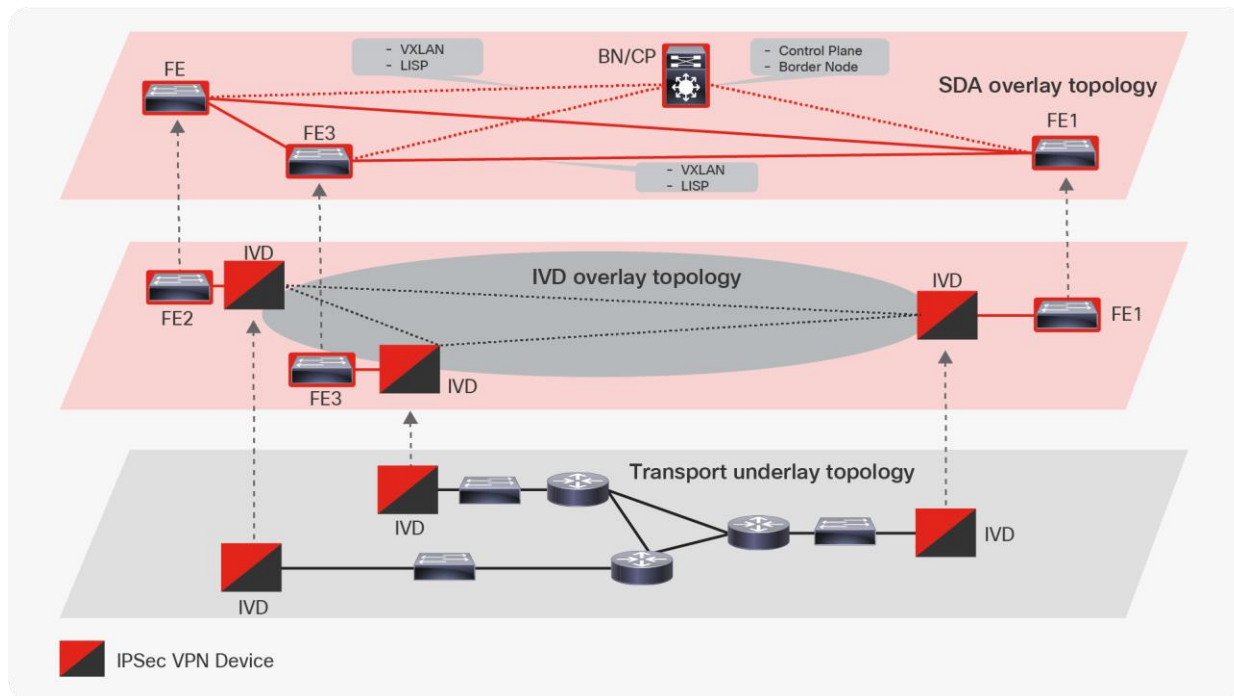 - VXLAN
- LISP
BN/CP
- Control Plane
- Border Node
FE
SDA overlay topology
FE3
FE1
- VXLAN
- LISP
IVD
IVD overlay topology
IVD
FE2
FE1
FE3
IVD
Transport underlay topology
IVD
IVD
IVD
IPSec VPN Device